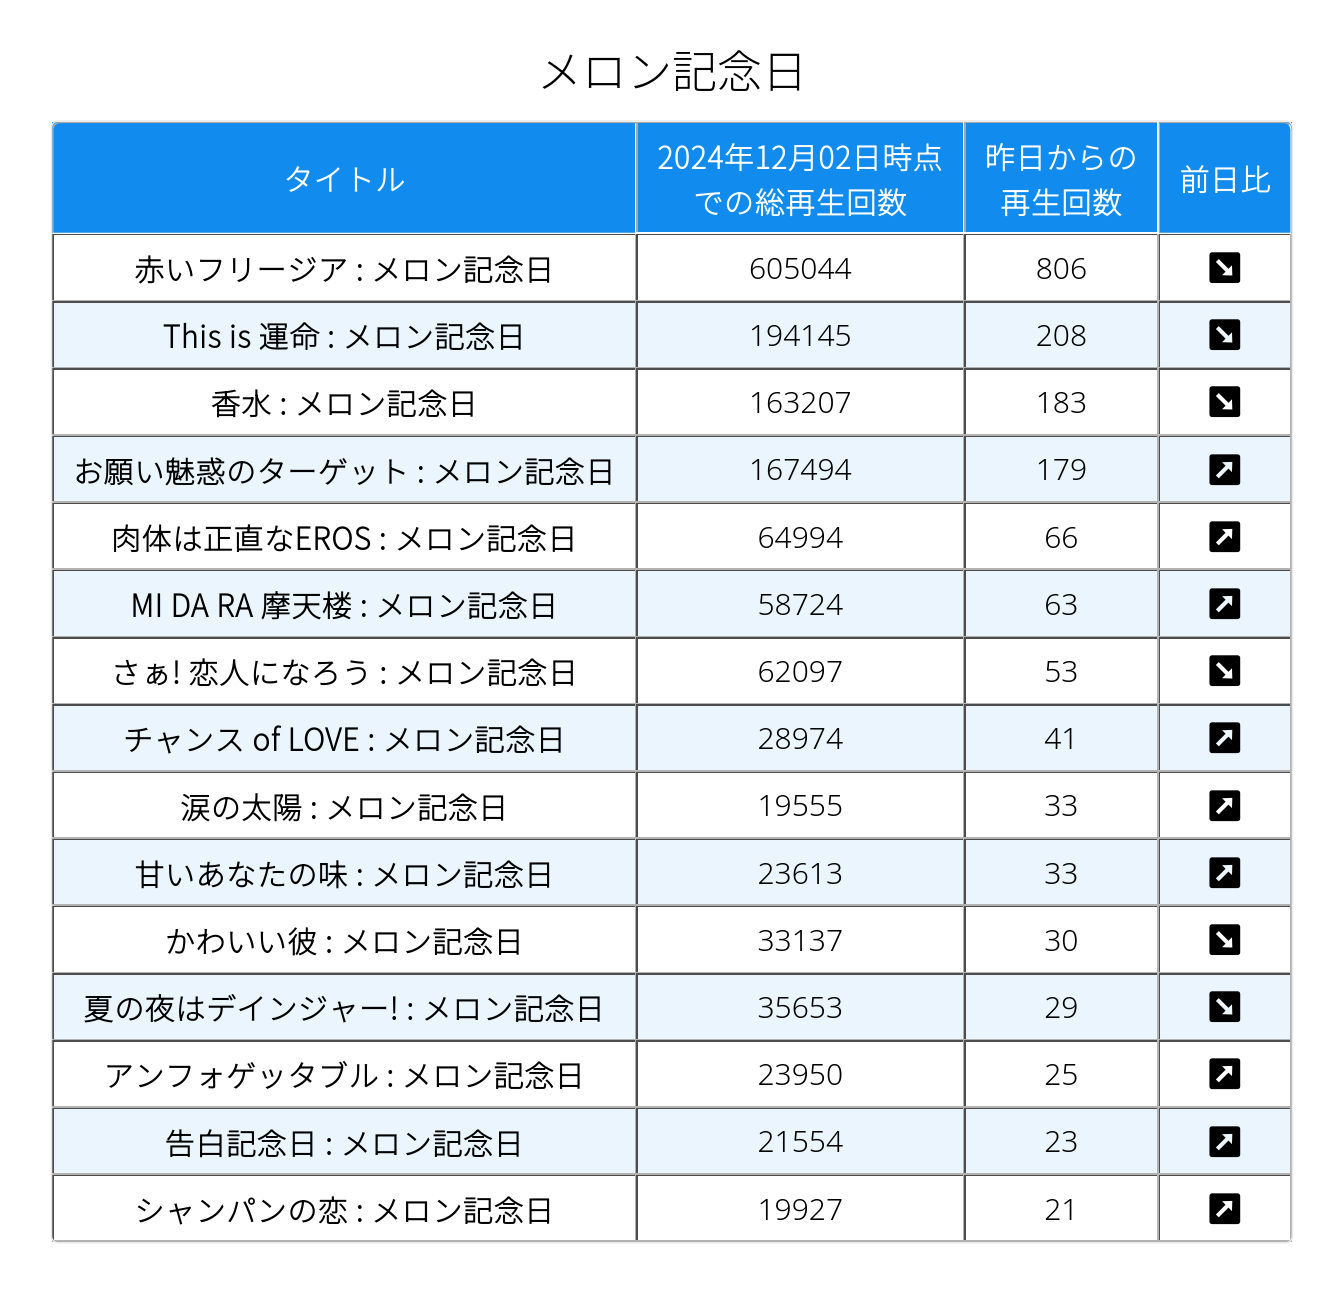 メロン記念日
タイトル 2024年12月02日時点での総再生回数 昨日からの再生回数 前日比
赤いフリージア : メロン記念日 605044 806 ↘
This is 運命 : メロン記念日 194145 208 ↘
香水 : メロン記念日 163207 183 ↘
お願い魅惑のターゲット : メロン記念日 167494 179 ↗
肉体は正直なEROS : メロン記念日 64994 66 ↗
MI DA RA 摩天楼 : メロン記念日 58724 63 ↗
さぁ! 恋人になろう : メロン記念日 62097 53 ↘
チャンス of LOVE : メロン記念日 28974 41 ↗
涙の太陽 : メロン記念日 19555 33 ↗
甘いあなたの味 : メロン記念日 23613 33 ↗
かわいい彼 : メロン記念日 33137 30 ↘
夏の夜はデインジャー! : メロン記念日 35653 29 ↘
アンフォゲッタブル : メロン記念日 23950 25 ↗
告白記念日 : メロン記念日 21554 23 ↗
シャンパンの恋 : メロン記念日 19927 21 ↗